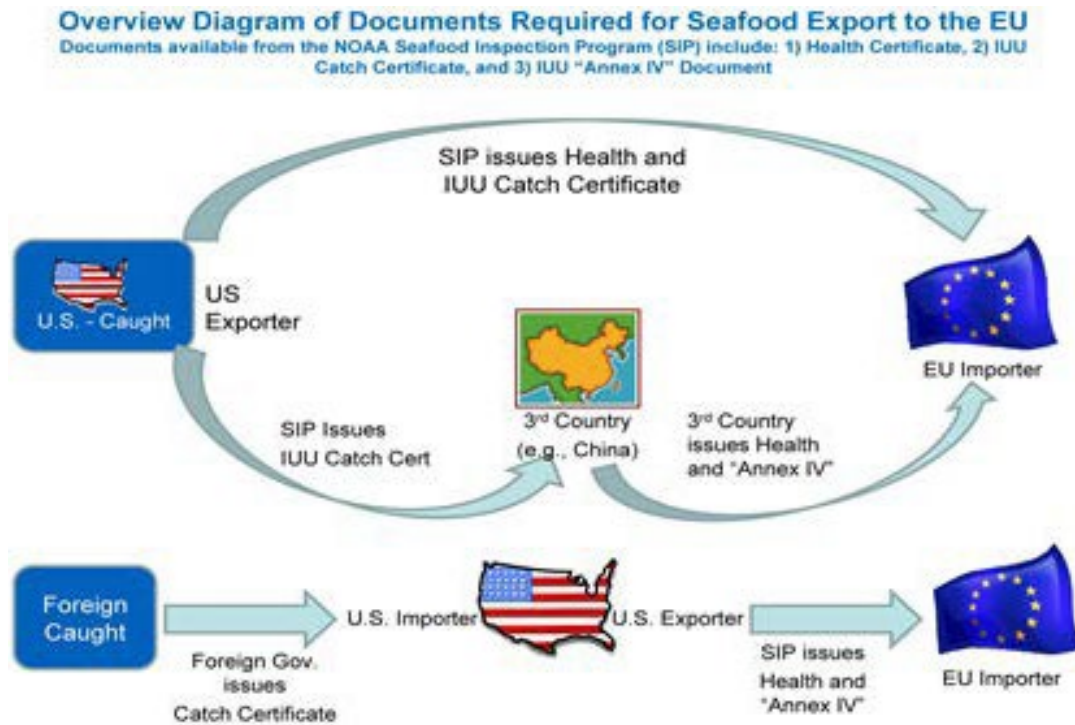 Overview Diagram of Documents Required for Seafood Export to the EU
Documents available from the NOAA Seafood Inspection Program (SIP) include: 1) Health Certificate, 2) IUU
Catch Certificate, and 3) IUU “Annex IV” Document
SIP issues Health and
IUU Catch Certificate
U.S. - Caught
US
Exporter
EU Importer
SIP Issues
IUU Catch Cert
3rd Country
(e.g., China)
3rd Country
issues Health
and “Annex IV”
Foreign
Caught
Foreign Gov.
issues
Catch Certificate
U.S. Importer
U.S. Exporter
SIP issues
Health and
“Annex IV”
EU Importer